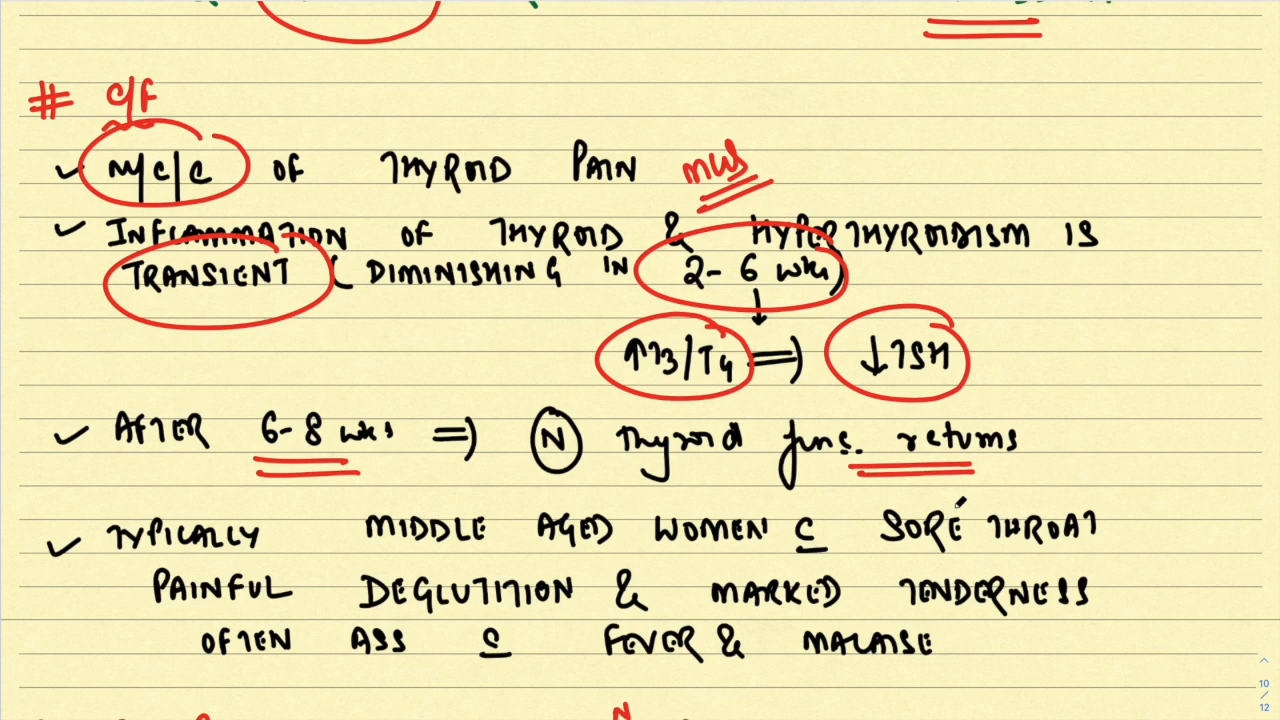 # C/F
✓ M/C/C OF THYROID PAIN MCQ
✓ INFLAMMATION OF THYROID & HYPERTHYROIDISM IS
TRANSIENT (DIMINISHING IN 2-6 wks)
↓
↑T3/T4 ⇒ ↓TSH
✓ AFTER 6-8 wks ⇒ (N) Thyroid func. returns
✓ TYPICALLY MIDDLE AGED WOMEN c̲ SORE THROAT
PAINFUL DEGLUTITION & MARKED TENDERNESS
OFTEN ASS c̲ FEVER & MALAISE
N
10
/
12